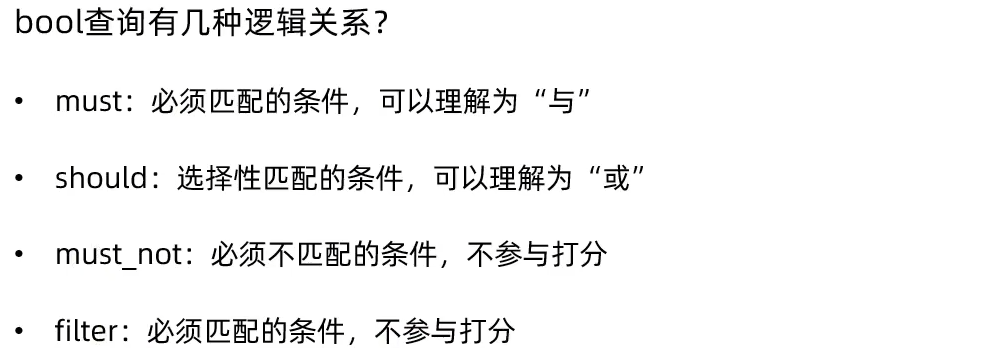 bool查询有几种逻辑关系？
• must：必须匹配的条件，可以理解为“与”
• should：选择性匹配的条件，可以理解为“或”
• must_not：必须不匹配的条件，不参与打分
• filter：必须匹配的条件，不参与打分